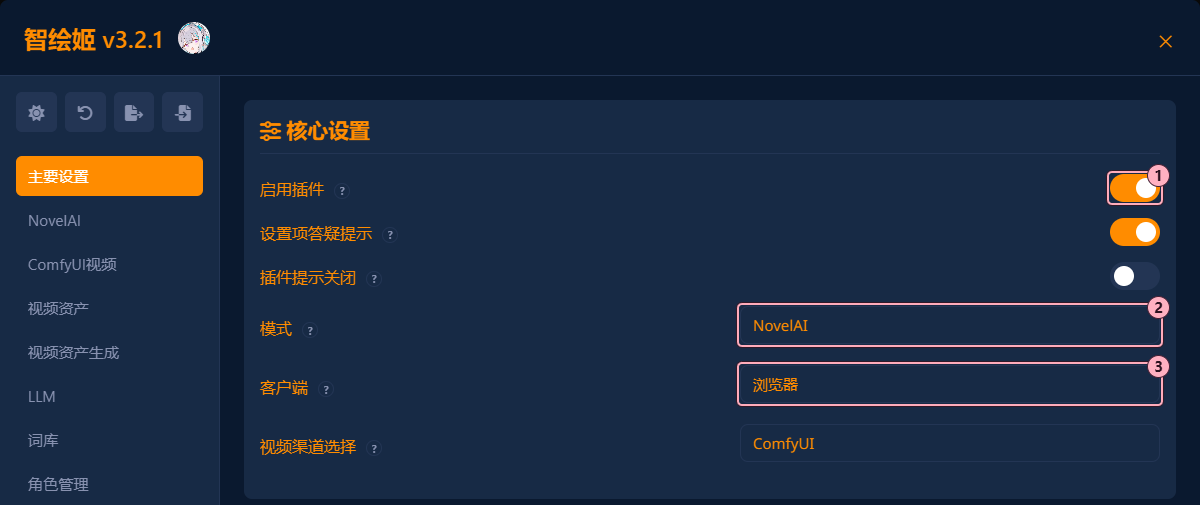 智绘姬 v3.2.1
核心设置
主要设置
NovelAI
ComfyUI视频
视频资产
视频资产生成
LLM
词库
角色管理
启用插件 ?
1
设置项答疑提示 ?
插件提示关闭 ?
模式 ?
NovelAI
2
客户端 ?
浏览器
3
视频渠道选择 ?
ComfyUI